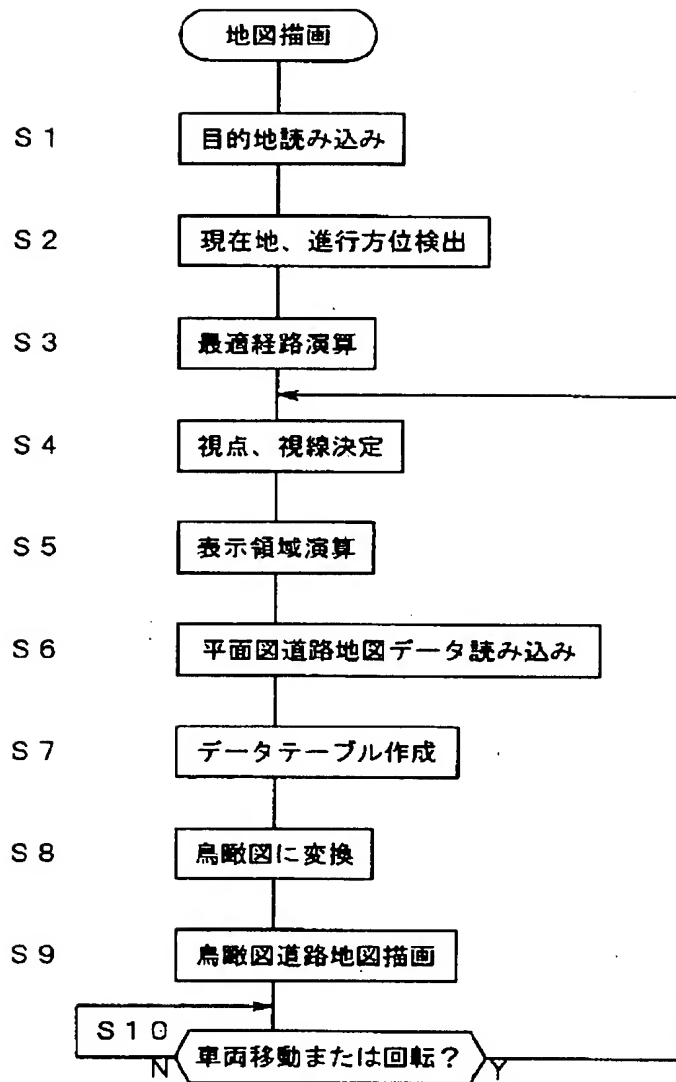 地図描画
S1 目的地読み込み
S2 現在地、進行方位検出
S3 最適経路演算
S4 視点、視線決定
S5 表示領域演算
S6 平面図道路地図データ読み込み
S7 データテーブル作成
S8 鳥瞰図に変換
S9 鳥瞰図道路地図描画
S10
N 車両移動または回転? Y